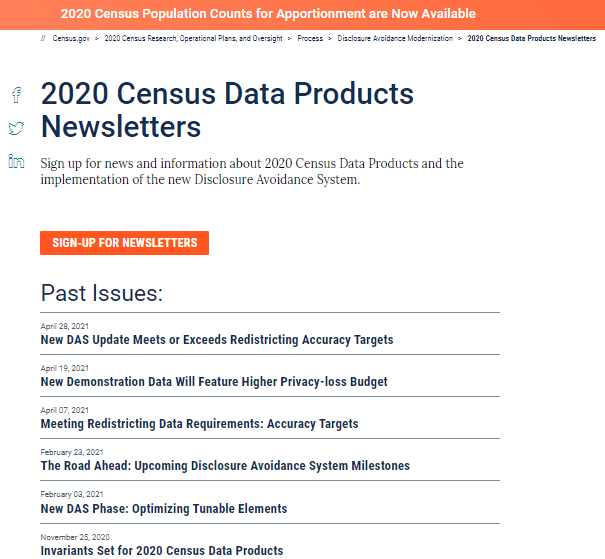 2020 Census Population Counts for Apportionment are Now Available
// Census.gov > 2020 Census Research, Operational Plans, and Oversight > Process > Disclosure Avoidance Modernization > 2020 Census Data Products Newsletters
2020 Census Data Products
Newsletters
Sign up for news and information about 2020 Census Data Products and the
implementation of the new Disclosure Avoidance System.
SIGN-UP FOR NEWSLETTERS
Past Issues:
April 28, 2021
New DAS Update Meets or Exceeds Redistricting Accuracy Targets
April 19, 2021
New Demonstration Data Will Feature Higher Privacy-loss Budget
April 07, 2021
Meeting Redistricting Data Requirements: Accuracy Targets
February 23, 2021
The Road Ahead: Upcoming Disclosure Avoidance System Milestones
February 03, 2021
New DAS Phase: Optimizing Tunable Elements
November 25, 2020
Invariants Set for 2020 Census Data Products